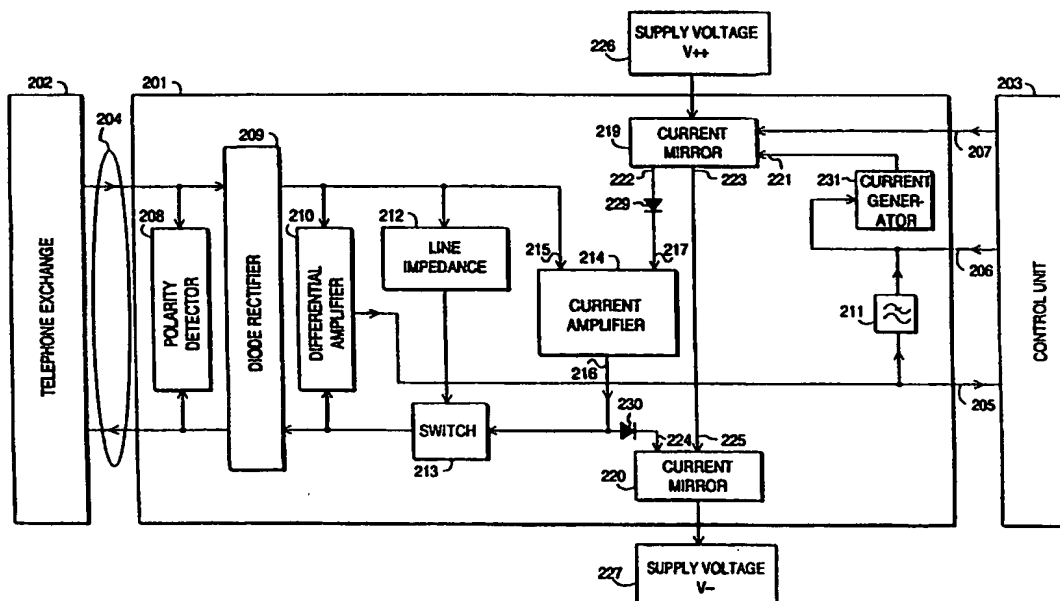 SUPPLY VOLTAGE
V++
226
202
201
203
204
209
219
CURRENT
MIRROR
207
222
223
221
231
CURRENT
GENER-
ATOR
208
210
212
229
LINE
IMPEDANCE
215
214
217
206
TELEPHONE EXCHANGE
POLARITY
DETECTOR
DIODE RECTIFIER
DIFFERENTIAL
AMPLIFIER
CURRENT
AMPLIFIER
211
CONTROL UNIT
216
205
230
SWITCH
213
224
225
220
CURRENT
MIRROR
227
SUPPLY VOLTAGE
V–